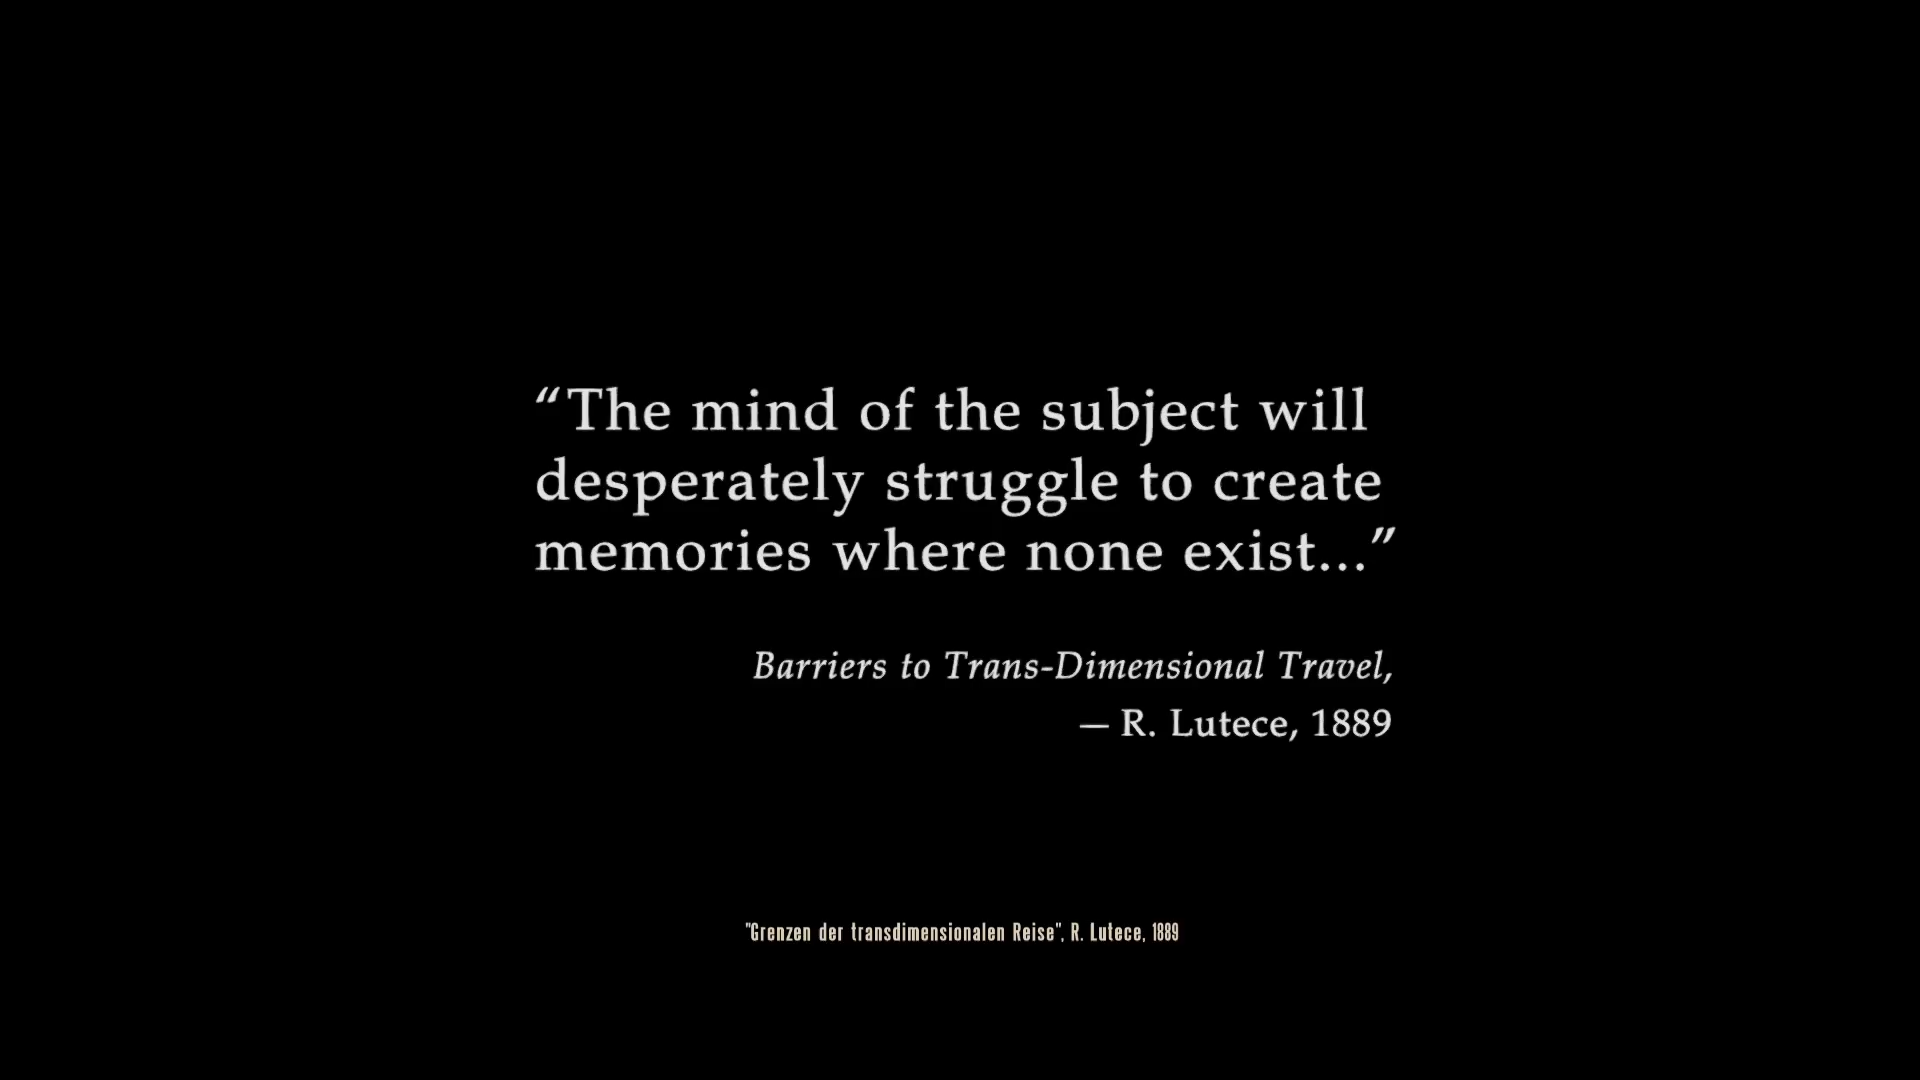 “The mind of the subject will
desperately struggle to create
memories where none exist...”
Barriers to Trans-Dimensional Travel,
— R. Lutece, 1889
"Grenzen der transdimensionalen Reise", R. Lutece, 1889